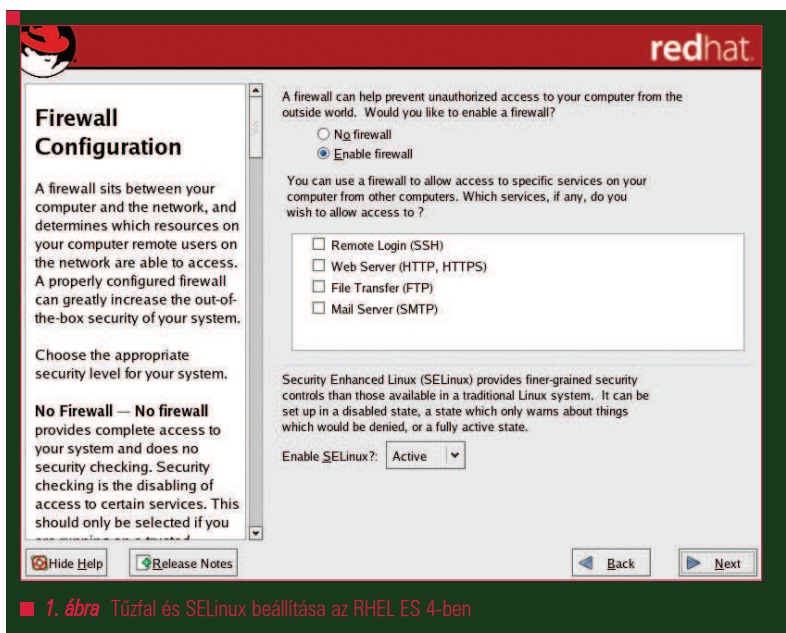 redhat.
Firewall
Configuration
A firewall sits between your
computer and the network, and
determines which resources on
your computer remote users on
the network are able to access.
A properly configured firewall
can greatly increase the out-of-
the-box security of your system.
Choose the appropriate
security level for your system.
No Firewall — No firewall
provides complete access to
your system and does no
security checking. Security
checking is the disabling of
access to certain services. This
should only be selected if you
A firewall can help prevent unauthorized access to your computer from the
outside world. Would you like to enable a firewall?
No firewall
Enable firewall
You can use a firewall to allow access to specific services on your
computer from other computers. Which services, if any, do you
wish to allow access to ?
Remote Login (SSH)
Web Server (HTTP, HTTPS)
File Transfer (FTP)
Mail Server (SMTP)
Security Enhanced Linux (SELinux) provides finer-grained security
controls than those available in a traditional Linux system. It can be
set up in a disabled state, a state which only warns about things
which would be denied, or a fully active state.
Enable SELinux?: Active
Hide Help
Release Notes
Back
Next
1. ábra Tűzfal és SELinux beállítása az RHEL ES 4-ben